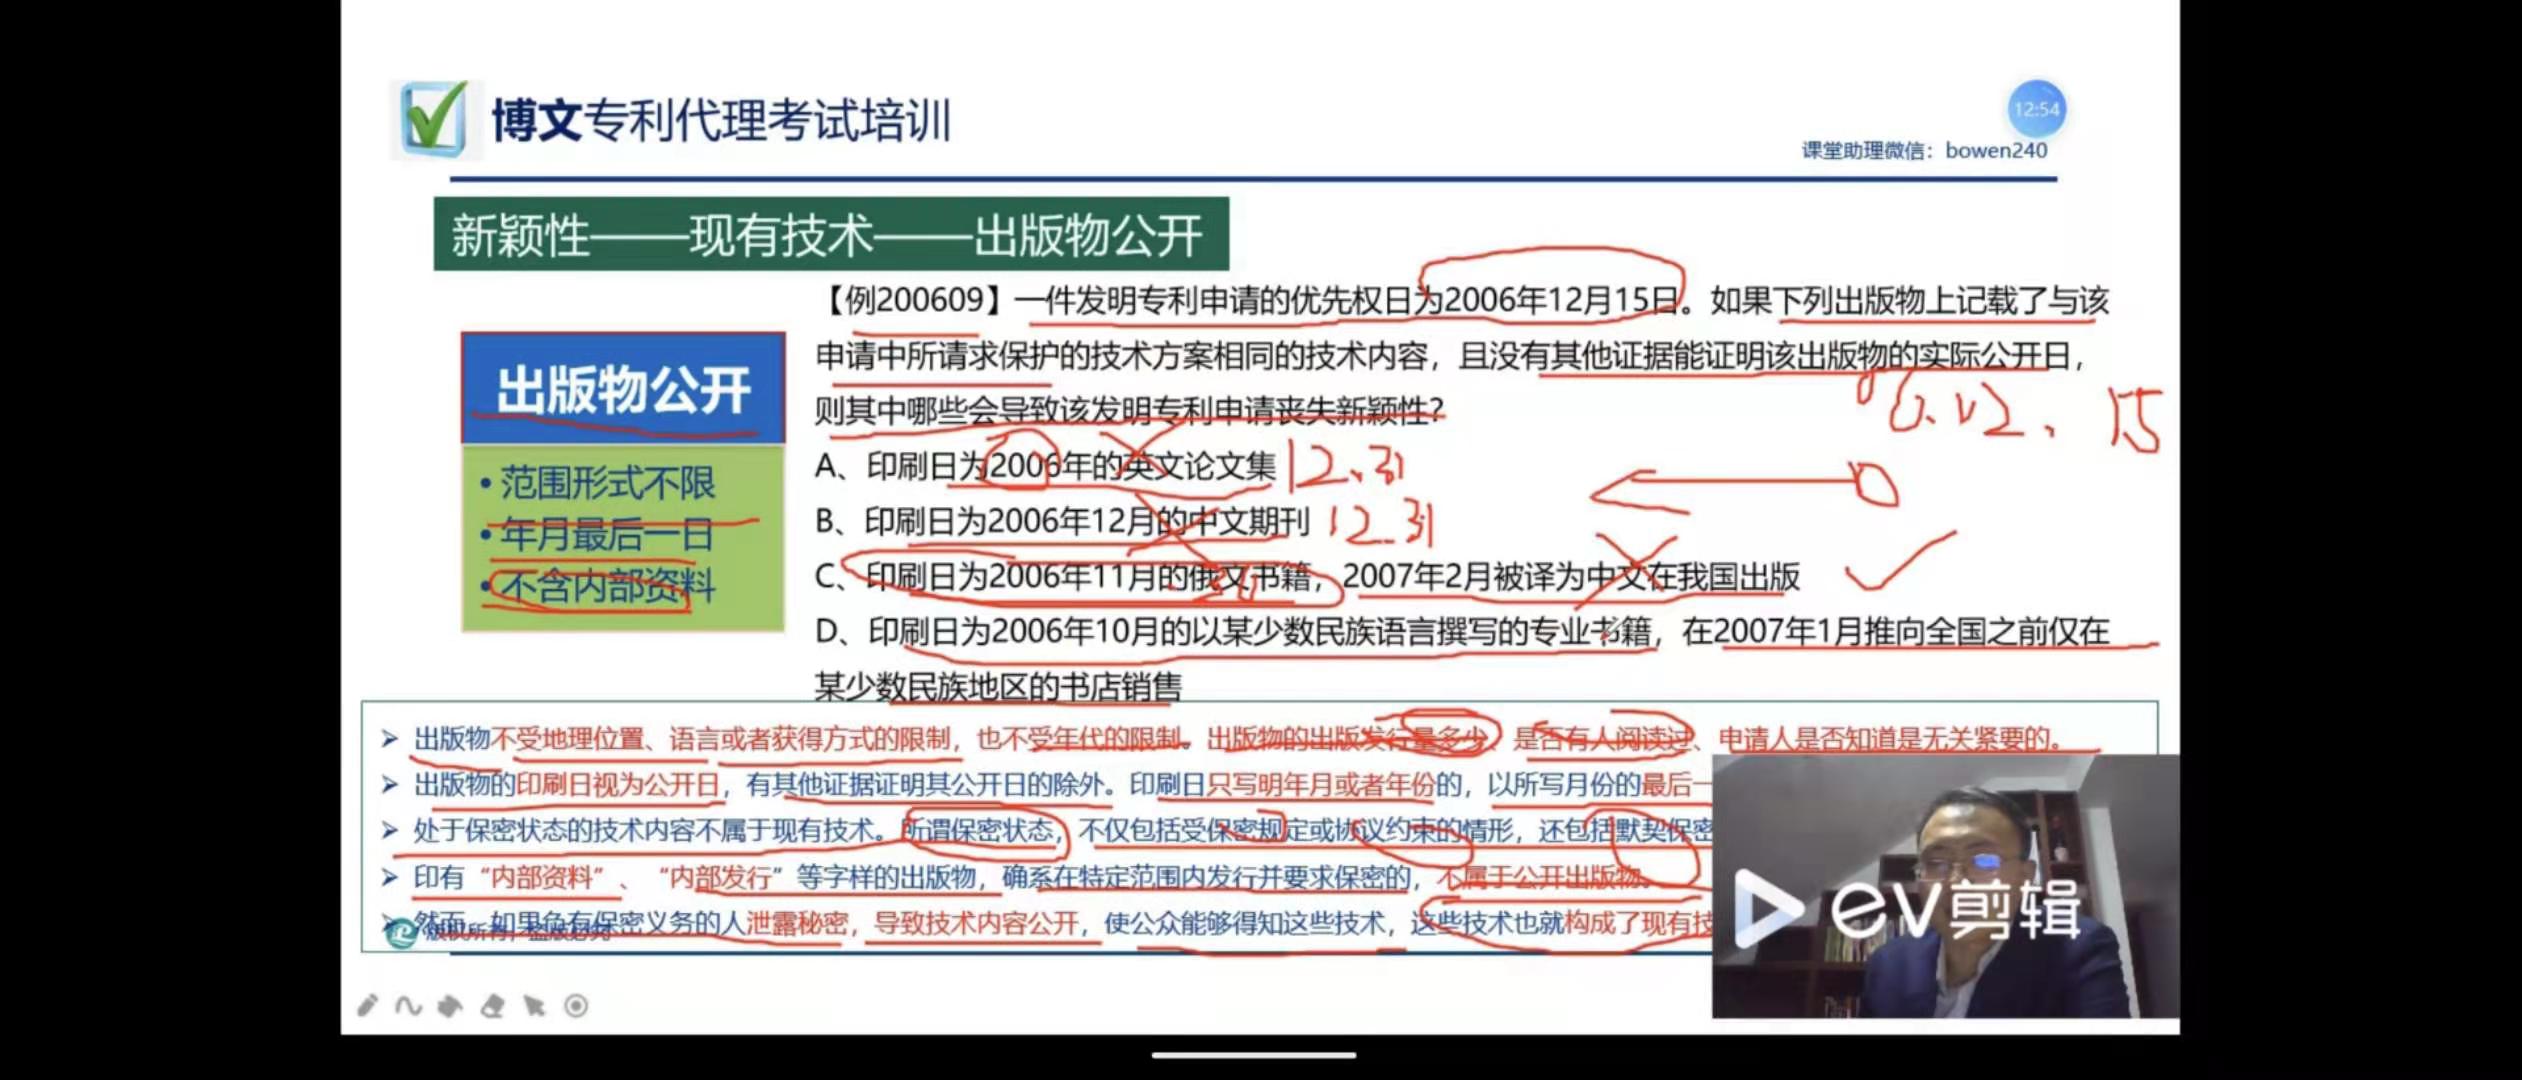 博文专利代理考试培训
12:54
课堂助理微信：bowen240
新颖性——现有技术——出版物公开
出版物公开
• 范围形式不限
• 年月最后一日
• 不含内部资料
【例200609】一件发明专利申请的优先权日为2006年12月15日。如果下列出版物上记载了与该
申请中所请求保护的技术方案相同的技术内容，且没有其他证据能证明该出版物的实际公开日，
则其中哪些会导致该发明专利申请丧失新颖性？
12.15
A、印刷日为2006年的英文论文集 12.31
B、印刷日为2006年12月的中文期刊 12.31
C、印刷日为2006年11月的俄文书籍，2007年2月被译为中文在我国出版
30
D、印刷日为2006年10月的以某少数民族语言撰写的专业书籍，在2007年1月推向全国之前仅在
某少数民族地区的书店销售
➢ 出版物不受地理位置、语言或者获得方式的限制，也不受年代的限制。出版物的出版发行量多少、是否有人阅读过、申请人是否知道是无关紧要的。
➢ 出版物的印刷日视为公开日，有其他证据证明其公开日的除外。印刷日只写明年月或者年份的，以所写月份的最后一
➢ 处于保密状态的技术内容不属于现有技术。所谓保密状态，不仅包括受保密规定或协议约束的情形，还包括默契保密
➢ 印有“内部资料”、“内部发行”等字样的出版物，确系在特定范围内发行并要求保密的，不属于公开出版物。
➢ 然而，如果负有保密义务的人泄露秘密，导致技术内容公开，使公众能够得知这些技术，这些技术也就构成了现有技
版权所有，盗版必究
EV剪辑